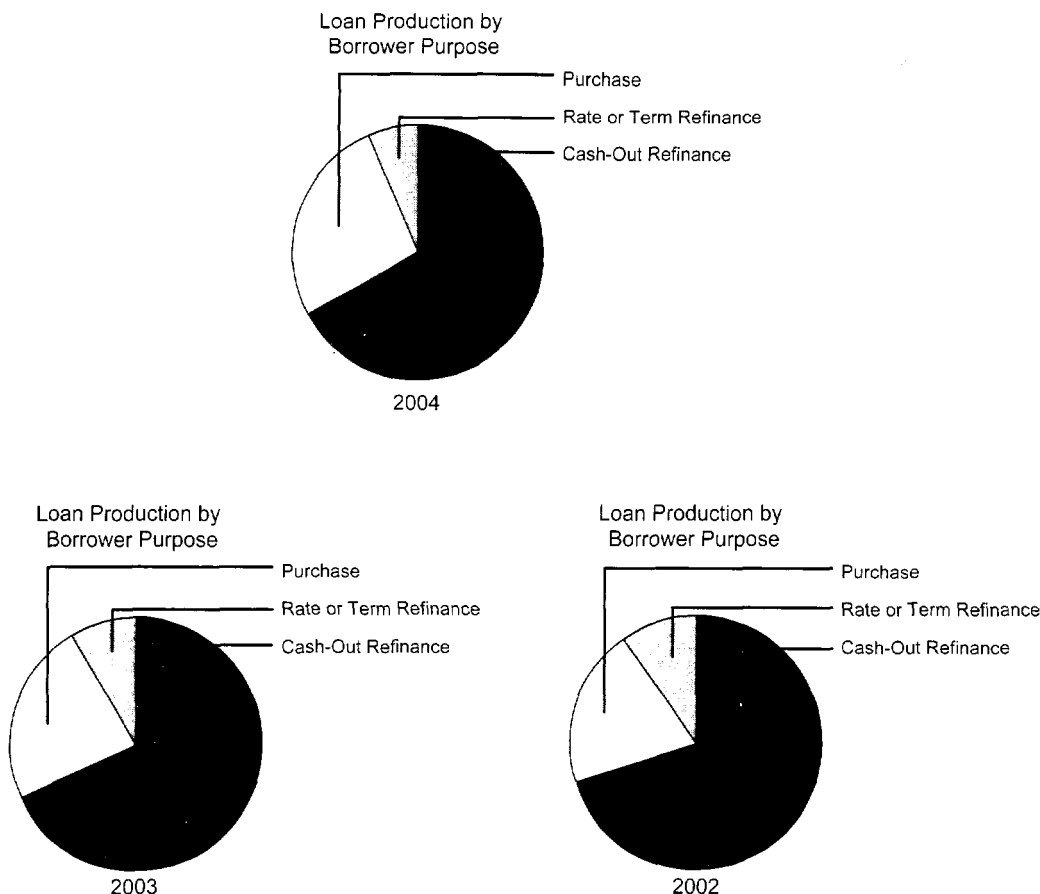 Loan Production by
Borrower Purpose
Purchase
Rate or Term Refinance
Cash-Out Refinance
2004
Loan Production by
Borrower Purpose
Purchase
Rate or Term Refinance
Cash-Out Refinance
2003
Loan Production by
Borrower Purpose
Purchase
Rate or Term Refinance
Cash-Out Refinance
2002